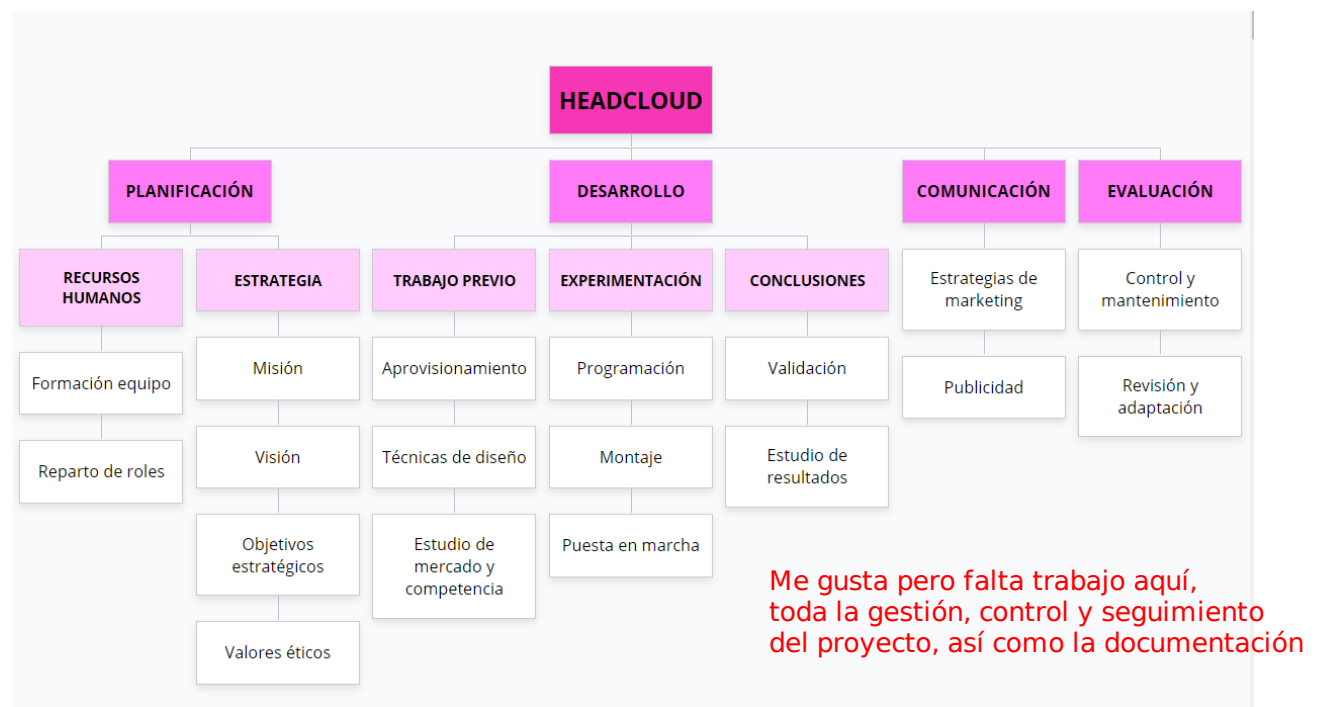 HEADCLOUD
PLANIFICACIÓN
DESARROLLO
COMUNICACIÓN
EVALUACIÓN
RECURSOS
HUMANOS
ESTRATEGIA
TRABAJO PREVIO
EXPERIMENTACIÓN
CONCLUSIONES
Estrategias de
marketing
Control y
mantenimiento
Formación equipo
Misión
Aprovisionamiento
Programación
Validación
Publicidad
Revisión y
adaptación
Reparto de roles
Visión
Técnicas de diseño
Montaje
Estudio de
resultados
Objetivos
estratégicos
Estudio de
mercado y
competencia
Puesta en marcha
Valores éticos
Me gusta pero falta trabajo aquí,
toda la gestión, control y seguimiento
del proyecto, así como la documentación